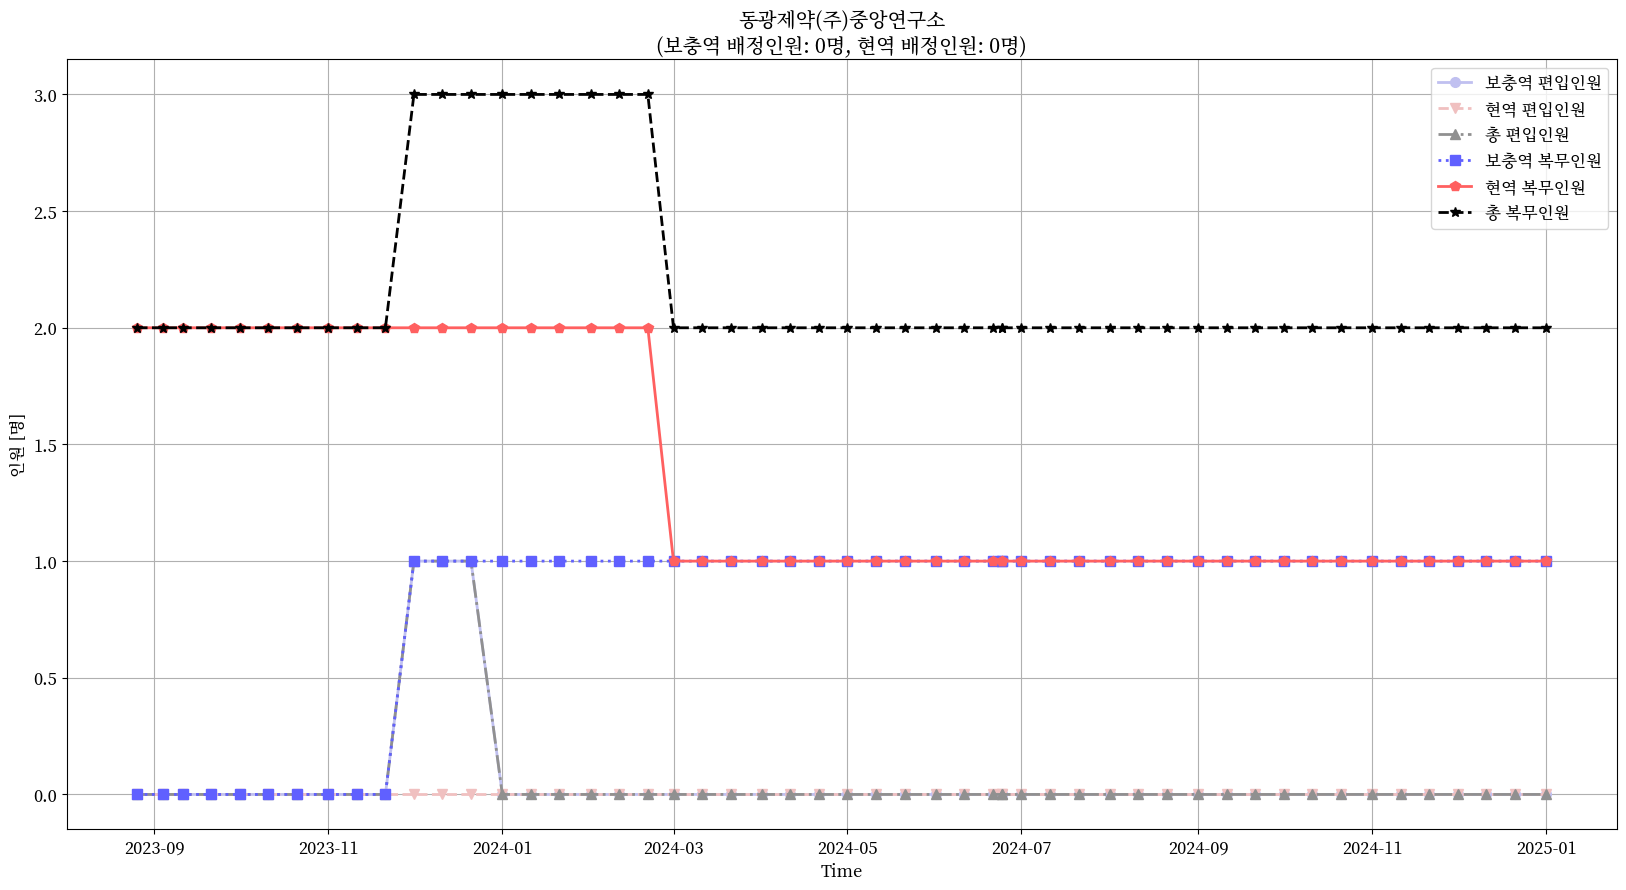 동광제약(주)중앙연구소
(보충역 배정인원: 0명, 현역 배정인원: 0명)
보충역 편입인원
현역 편입인원
총 편입인원
보충역 복무인원
현역 복무인원
총 복무인원
인원 [명]
3.0
2.5
2.0
1.5
1.0
0.5
0.0
2023-09
2023-11
2024-01
2024-03
2024-05
2024-07
2024-09
2024-11
2025-01
Time